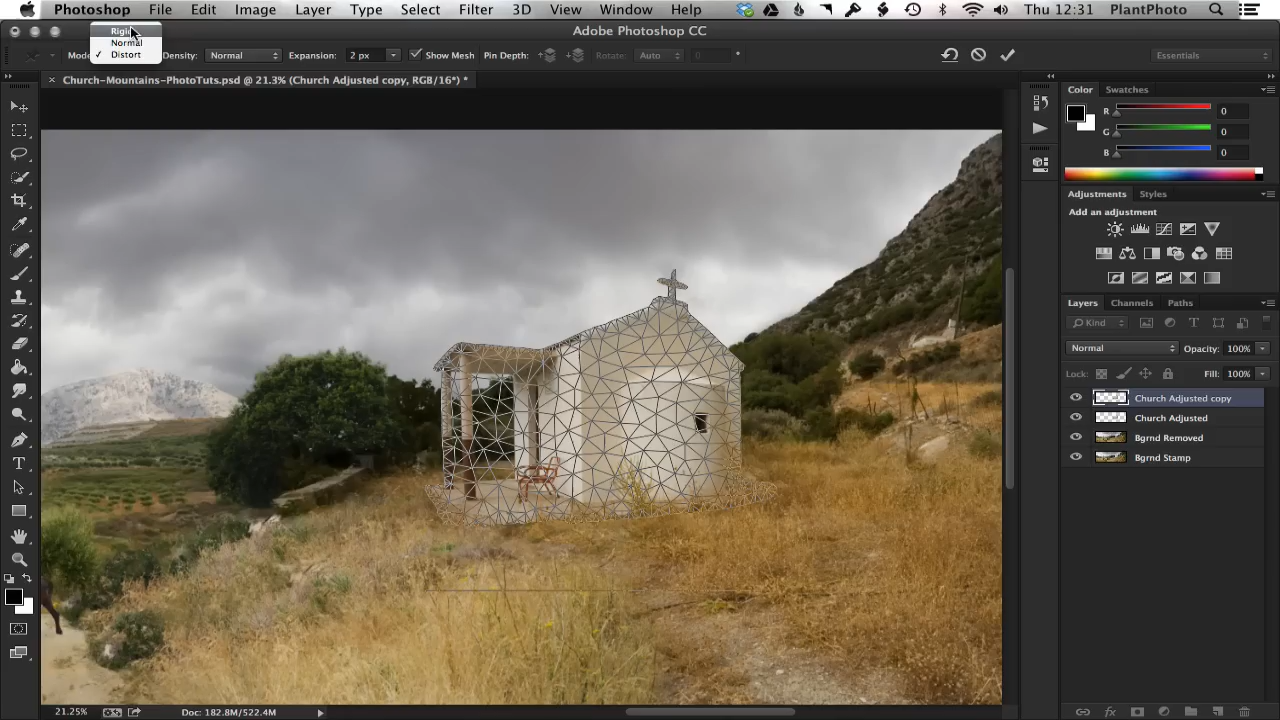 Photoshop File Edit Image Layer Type Select Filter 3D View Window Help Thu 12:31 PlantPhoto
Adobe Photoshop CC
Rigid
Normal
Distort
Mode Density: Normal Expansion: 2 px Show Mesh Pin Depth: Rotate: Auto 0 ° Essentials
Church-Mountains-PhotoTuts.psd @ 21.3% (Church Adjusted copy, RGB/16*) *
Color Swatches
R 0
G 0
B 0
Adjustments Styles
Add an adjustment
Layers Channels Paths
Kind
Normal Opacity: 100%
Lock: Fill: 100%
Church Adjusted copy
Church Adjusted
Bgrnd Removed
Bgrnd Stamp
21.25% Doc: 182.8M/522.4M